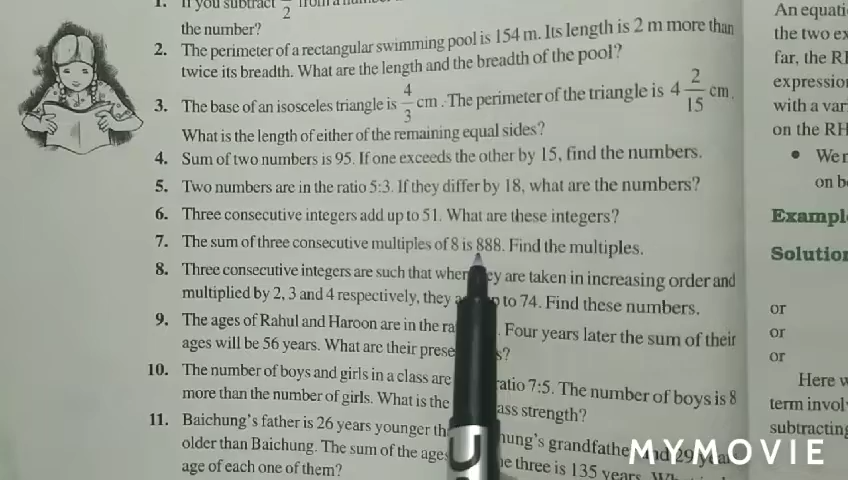 1. If you subtract 2 from a num
the number?
2. The perimeter of a rectangular swimming pool is 154 m. Its length is 2 m more than
twice its breadth. What are the length and the breadth of the pool?
3. The base of an isosceles triangle is 4/3 cm. The perimeter of the triangle is 4 2/15 cm.
What is the length of either of the remaining equal sides?
4. Sum of two numbers is 95. If one exceeds the other by 15, find the numbers.
5. Two numbers are in the ratio 5:3. If they differ by 18, what are the numbers?
6. Three consecutive integers add up to 51. What are these integers?
7. The sum of three consecutive multiples of 8 is 888. Find the multiples.
8. Three consecutive integers are such that when ey are taken in increasing order and
multiplied by 2, 3 and 4 respectively, they to 74. Find these numbers.
9. The ages of Rahul and Haroon are in the ra . Four years later the sum of their
ages will be 56 years. What are their prese s?
10. The number of boys and girls in a class are atio 7:5. The number of boys is 8
more than the number of girls. What is the ass strength?
11. Baichung's father is 26 years younger th hung's grandfathe nd 29 year
older than Baichung. The sum of the ages he three is 135 years. Wh
age of each one of them?
An equati
the two ex
far, the R
expression
with a var
on the RH
• We
on b
Exampl
Solution
or
or
or
Here w
term invol
subtracting
MYMOVIE